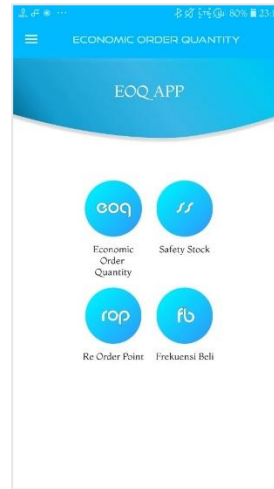 80%
ECONOMIC ORDER QUANTITY
EOQ APP
eoq
ss
Economic
Order
Quantity
Safety Stock
rop
fb
Re Order Point
Frekuensi Beli